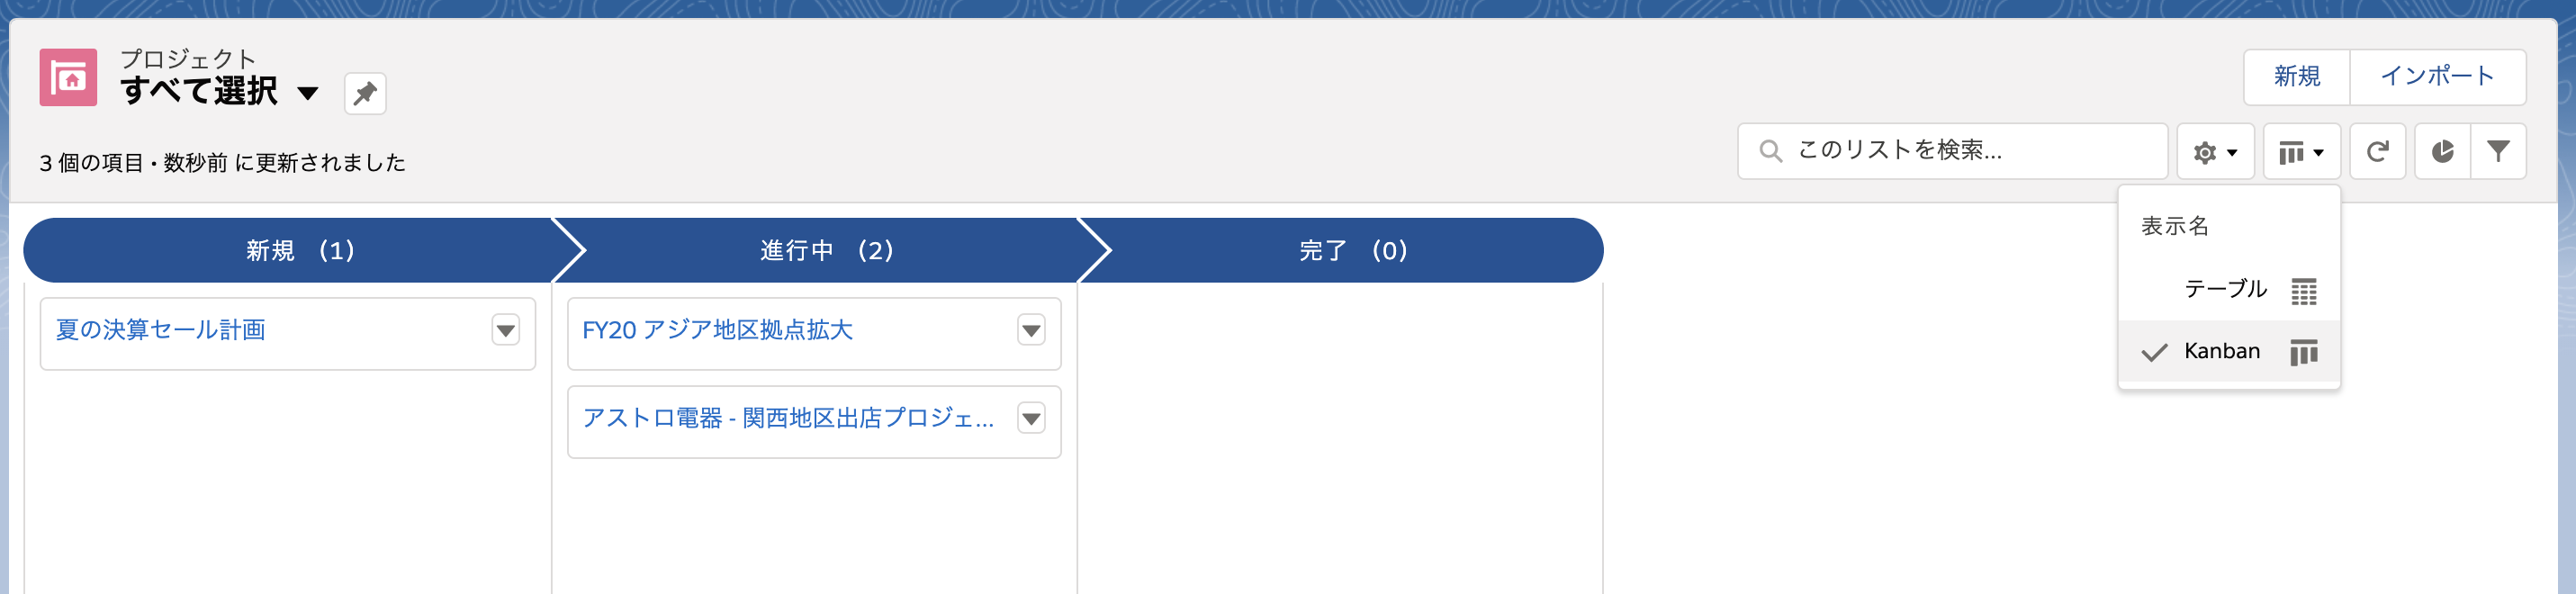 プロジェクト
すべて選択
新規 インポート
3 個の項目・数秒前 に更新されました
このリストを検索...
新規 (1)
進行中 (2)
完了 (0)
表示名
テーブル
Kanban
夏の決算セール計画
FY20 アジア地区拠点拡大
アストロ電器 - 関西地区出店プロジェ...